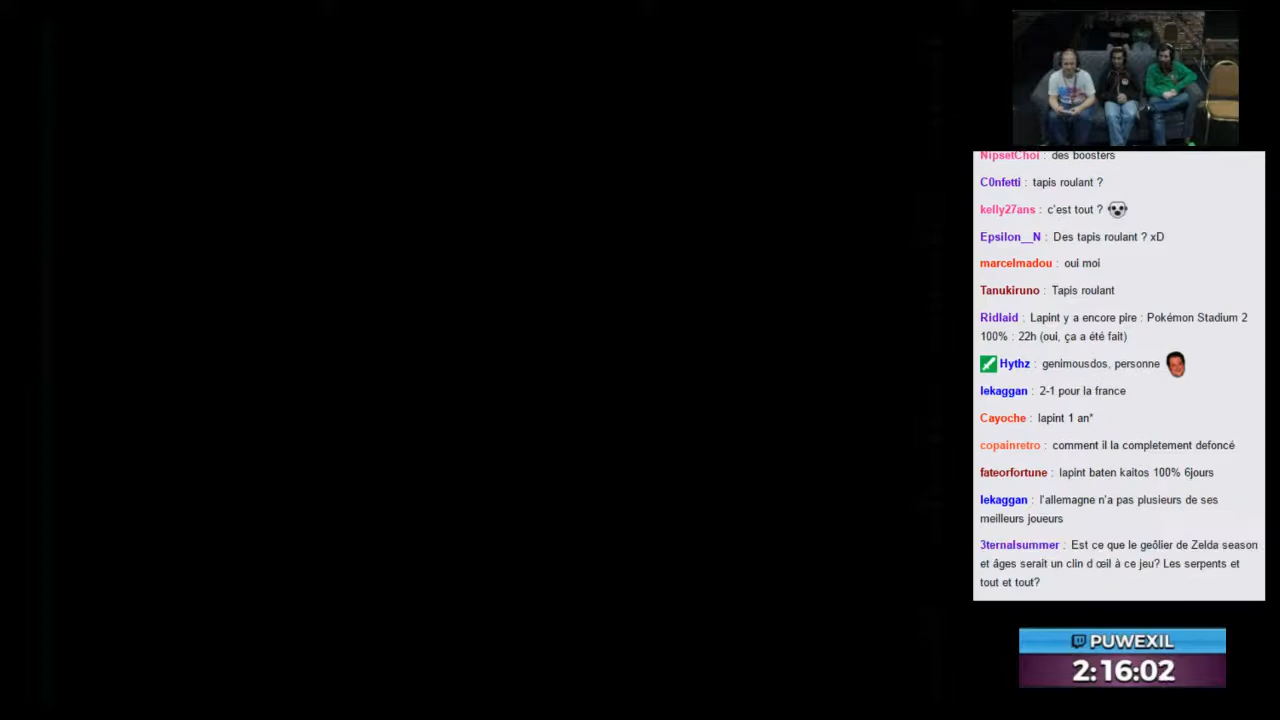 NipsetChoi : des boosters
C0nfetti : tapis roulant ?
kelly27ans : c'est tout ?
Epsilon__N : Des tapis roulant ? xD
marcelmadou : oui moi
Tanukiruno : Tapis roulant
Ridlaid : Lapint y a encore pire : Pokémon Stadium 2
100% : 22h (oui, ça a été fait)
Hythz : genimousdos, personne
lekaggan : 2-1 pour la france
Cayoche : lapint 1 an*
copainretro : comment il la completement defoncé
fateorfortune : lapint baten kaitos 100% 6jours
lekaggan : l'allemagne n'a pas plusieurs de ses
meilleurs joueurs
3ternalsummer : Est ce que le geôlier de Zelda season
et âges serait un clin d œil à ce jeu? Les serpents et
tout et tout?
PUWEXIL
2:16:02